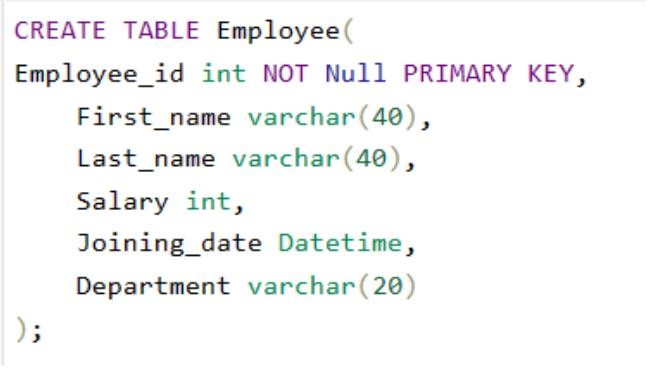 CREATE TABLE Employee(
Employee_id int NOT Null PRIMARY KEY,
First_name varchar(40),
Last_name varchar(40),
Salary int,
Joining_date Datetime,
Department varchar(20)
);